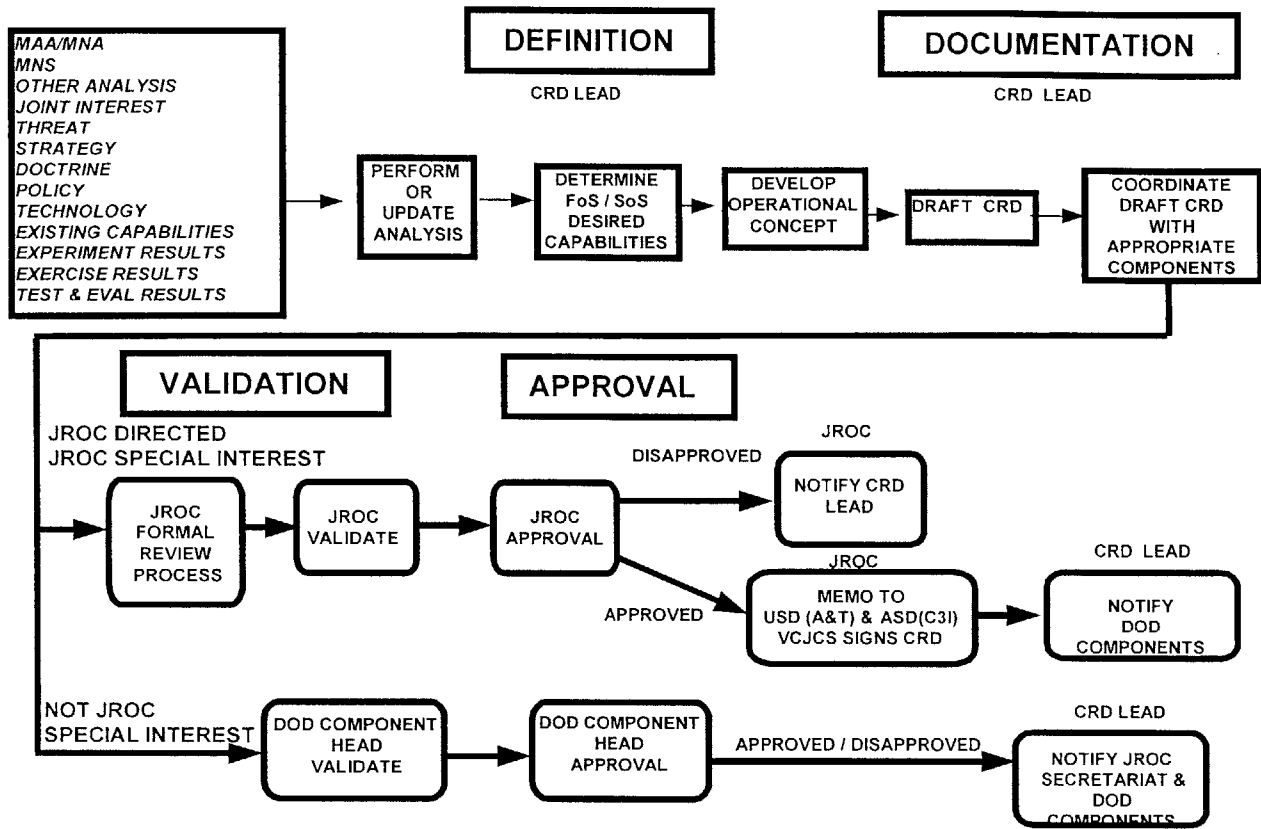 MAA/MNA
MNS
OTHER ANALYSIS
JOINT INTEREST
THREAT
STRATEGY
DOCTRINE
POLICY
TECHNOLOGY
EXISTING CAPABILITIES
EXPERIMENT RESULTS
EXERCISE RESULTS
TEST & EVAL RESULTS
DEFINITION
CRD LEAD
DOCUMENTATION
CRD LEAD
PERFORM
OR
UPDATE
ANALYSIS
DETERMINE
FoS / SoS
DESIRED
CAPABILITIES
DEVELOP
OPERATIONAL
CONCEPT
DRAFT CRD
COORDINATE
DRAFT CRD
WITH
APPROPRIATE
COMPONENTS
VALIDATION
APPROVAL
JROC DIRECTED
JROC SPECIAL INTEREST
JROC
FORMAL
REVIEW
PROCESS
JROC
VALIDATE
JROC
APPROVAL
DISAPPROVED
JROC
NOTIFY CRD
LEAD
APPROVED
JROC
MEMO TO
USD (A&T) & ASD(C3I)
VCJCS SIGNS CRD
CRD LEAD
NOTIFY
DOD
COMPONENTS
NOT JROC
SPECIAL INTEREST
DOD COMPONENT
HEAD
VALIDATE
DOD COMPONENT
HEAD
APPROVAL
APPROVED / DISAPPROVED
CRD LEAD
NOTIFY JROC
SECRETARIAT &
DOD
COMPONENTS